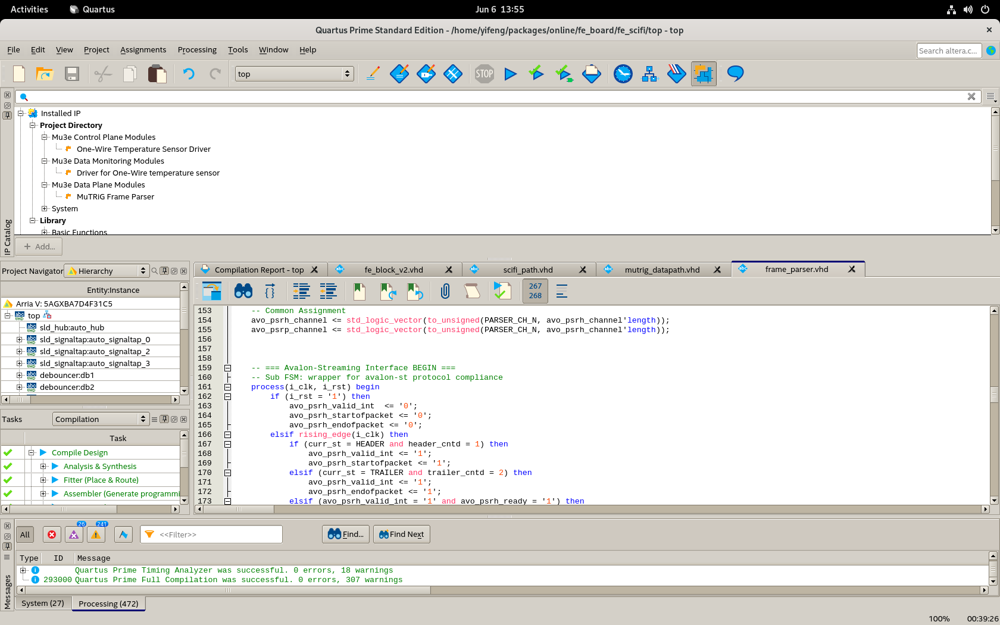 Activities Quartus Jun 6 13:55
Quartus Prime Standard Edition - /home/yifeng/packages/online/fe_board/fe_scifi/top - top
File Edit View Project Assignments Processing Tools Window Help Search altera.c...
top STOP
Installed IP
Project Directory
Mu3e Control Plane Modules
One-Wire Temperature Sensor Driver
Mu3e Data Monitoring Modules
Driver for One-Wire temperature sensor
Mu3e Data Plane Modules
MuTRiG Frame Parser
System
Library
Basic Functions
IP Catalog
+ Add...
Project Navigator Hierarchy
Entity:Instance
Arria V: 5AGXBA7D4F31C5
top
sld_hub:auto_hub
sld_signaltap:auto_signaltap_0
sld_signaltap:auto_signaltap_2
sld_signaltap:auto_signaltap_3
debouncer:db1
debouncer:db2
Tasks Compilation
Task
Compile Design
Analysis & Synthesis
Fitter (Place & Route)
Assembler (Generate programmi
Compilation Report - top fe_block_v2.vhd scifi_path.vhd mutrig_datapath.vhd frame_parser.vhd
267
268
153 -- Common Assignment
154 avo_psrh_channel <= std_logic_vector(to_unsigned(PARSER_CH_N, avo_psrh_channel'length));
155 avo_psrp_channel <= std_logic_vector(to_unsigned(PARSER_CH_N, avo_psrh_channel'length));
156
157
158
159 -- === Avalon-Streaming Interface BEGIN ===
160 -- Sub FSM: wrapper for avalon-st protocol compliance
161 process(i_clk, i_rst) begin
162 if (i_rst = '1') then
163 avo_psrh_valid_int <= '0';
164 avo_psrh_startofpacket <= '0';
165 avo_psrh_endofpacket <= '0';
166 elsif rising_edge(i_clk) then
167 if (curr_st = HEADER and header_cntd = 1) then
168 avo_psrh_valid_int <= '1';
169 avo_psrh_startofpacket <= '1';
170 elsif (curr_st = TRAILER and trailer_cntd = 2) then
171 avo_psrh_valid_int <= '1';
172 avo_psrh_endofpacket <= '1';
173 elsif (avo_psrh_valid_int = '1' and avo_psrh_ready = '1') then
All 26 241 <<Filter>> Find... Find Next
Type ID Message
Quartus Prime Timing Analyzer was successful. 0 errors, 18 warnings
293000 Quartus Prime Full Compilation was successful. 0 errors, 307 warnings
Messages
System (27) Processing (472)
100% 00:39:26